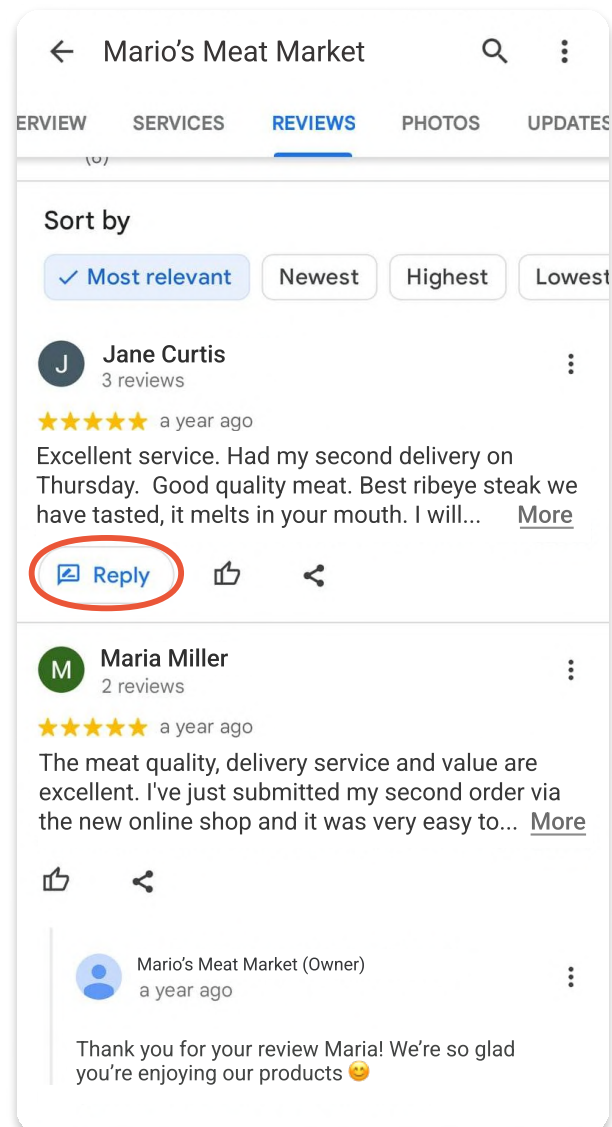 Mario’s Meat Market
ERVIEW SERVICES REVIEWS PHOTOS UPDATES
Sort by
Most relevant Newest Highest Lowest
J
Jane Curtis
3 reviews
a year ago
Excellent service. Had my second delivery on
Thursday. Good quality meat. Best ribeye steak we
have tasted, it melts in your mouth. I will... More
Reply
M
Maria Miller
2 reviews
a year ago
The meat quality, delivery service and value are
excellent. I've just submitted my second order via
the new online shop and it was very easy to... More
Mario’s Meat Market (Owner)
a year ago
Thank you for your review Maria! We’re so glad
you’re enjoying our products 😊